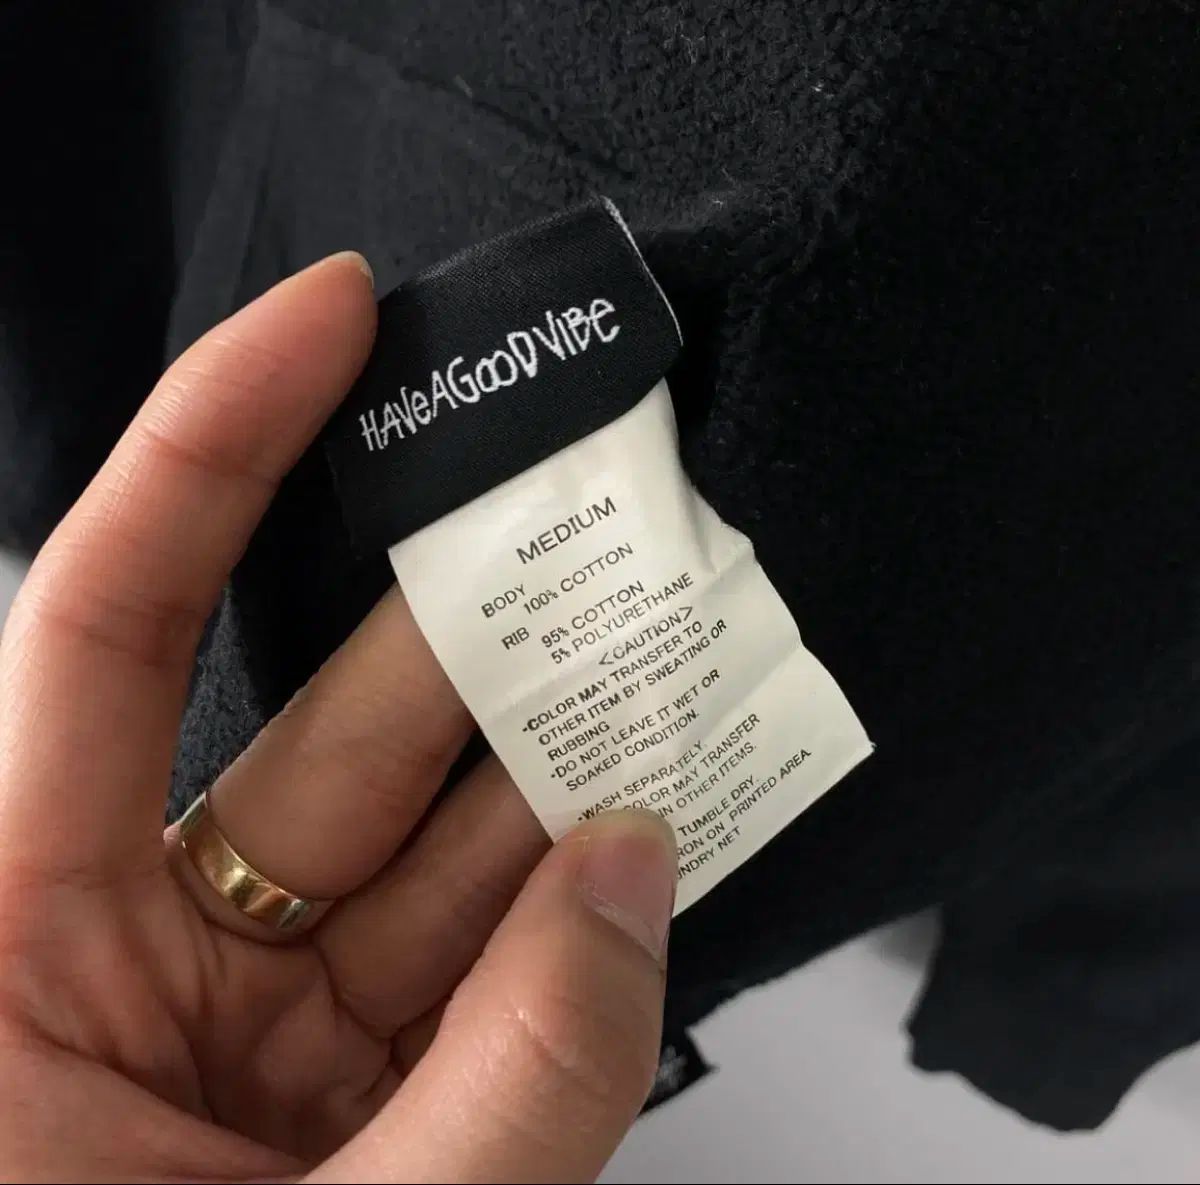 HAVEAGOODVIBE
MEDIUM
BODY 100% COTTON
RIB 95% COTTON
5% POLYURETHANE
<CAUTION>
-COLOR MAY TRANSFER TO
OTHER ITEM BY SWEATING OR
RUBBING
-DO NOT LEAVE IT WET OR
SOAKED CONDITION.
-WASH SEPARATELY.
COLOR MAY TRANSFER
IN OTHER ITEMS.
TUMBLE DRY.
ON PRINTED AREA.
NET